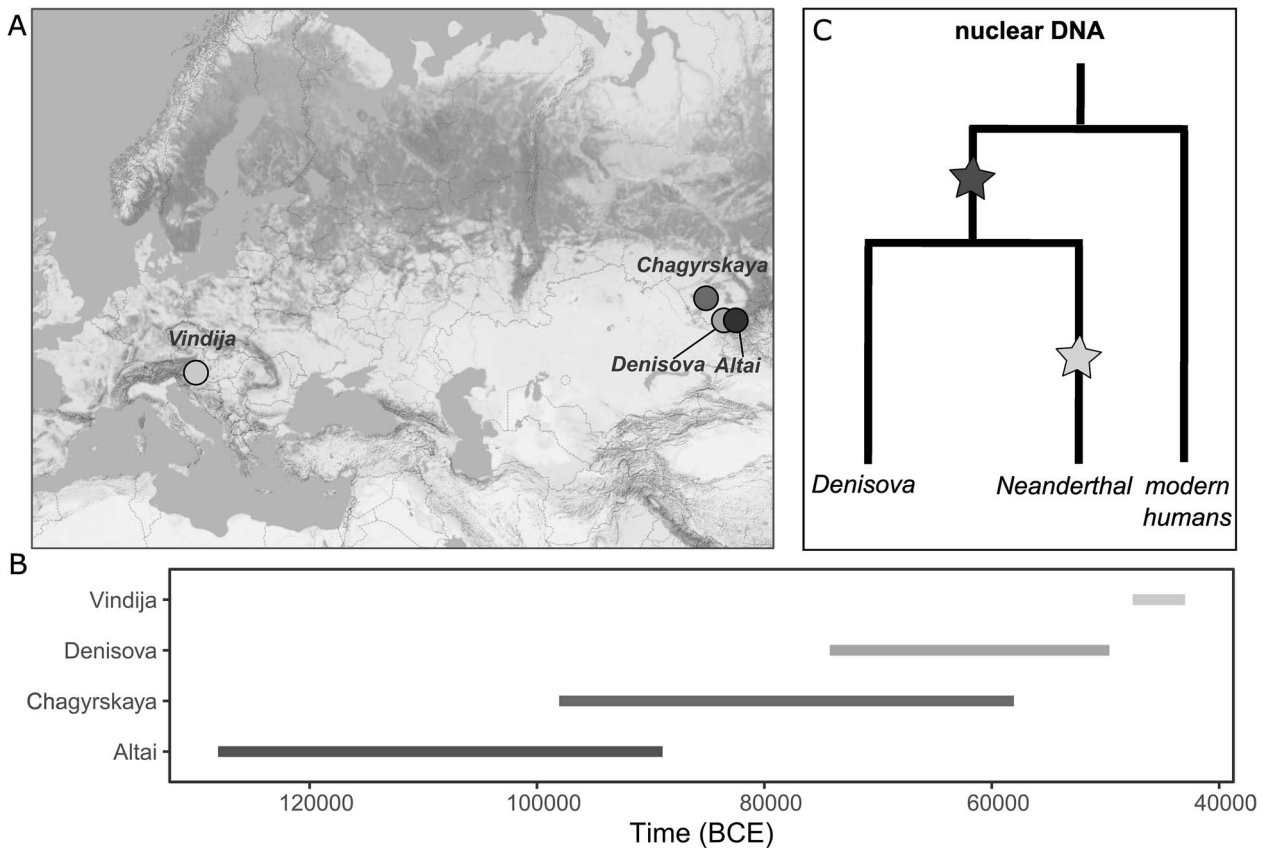 A
Chagyrskaya
Vindija
Denisova Altai
C
nuclear DNA
Denisova
Neanderthal
modern
humans
B
Vindija
Denisova
Chagyrskaya
Altai
120000
100000
80000
60000
40000
Time (BCE)